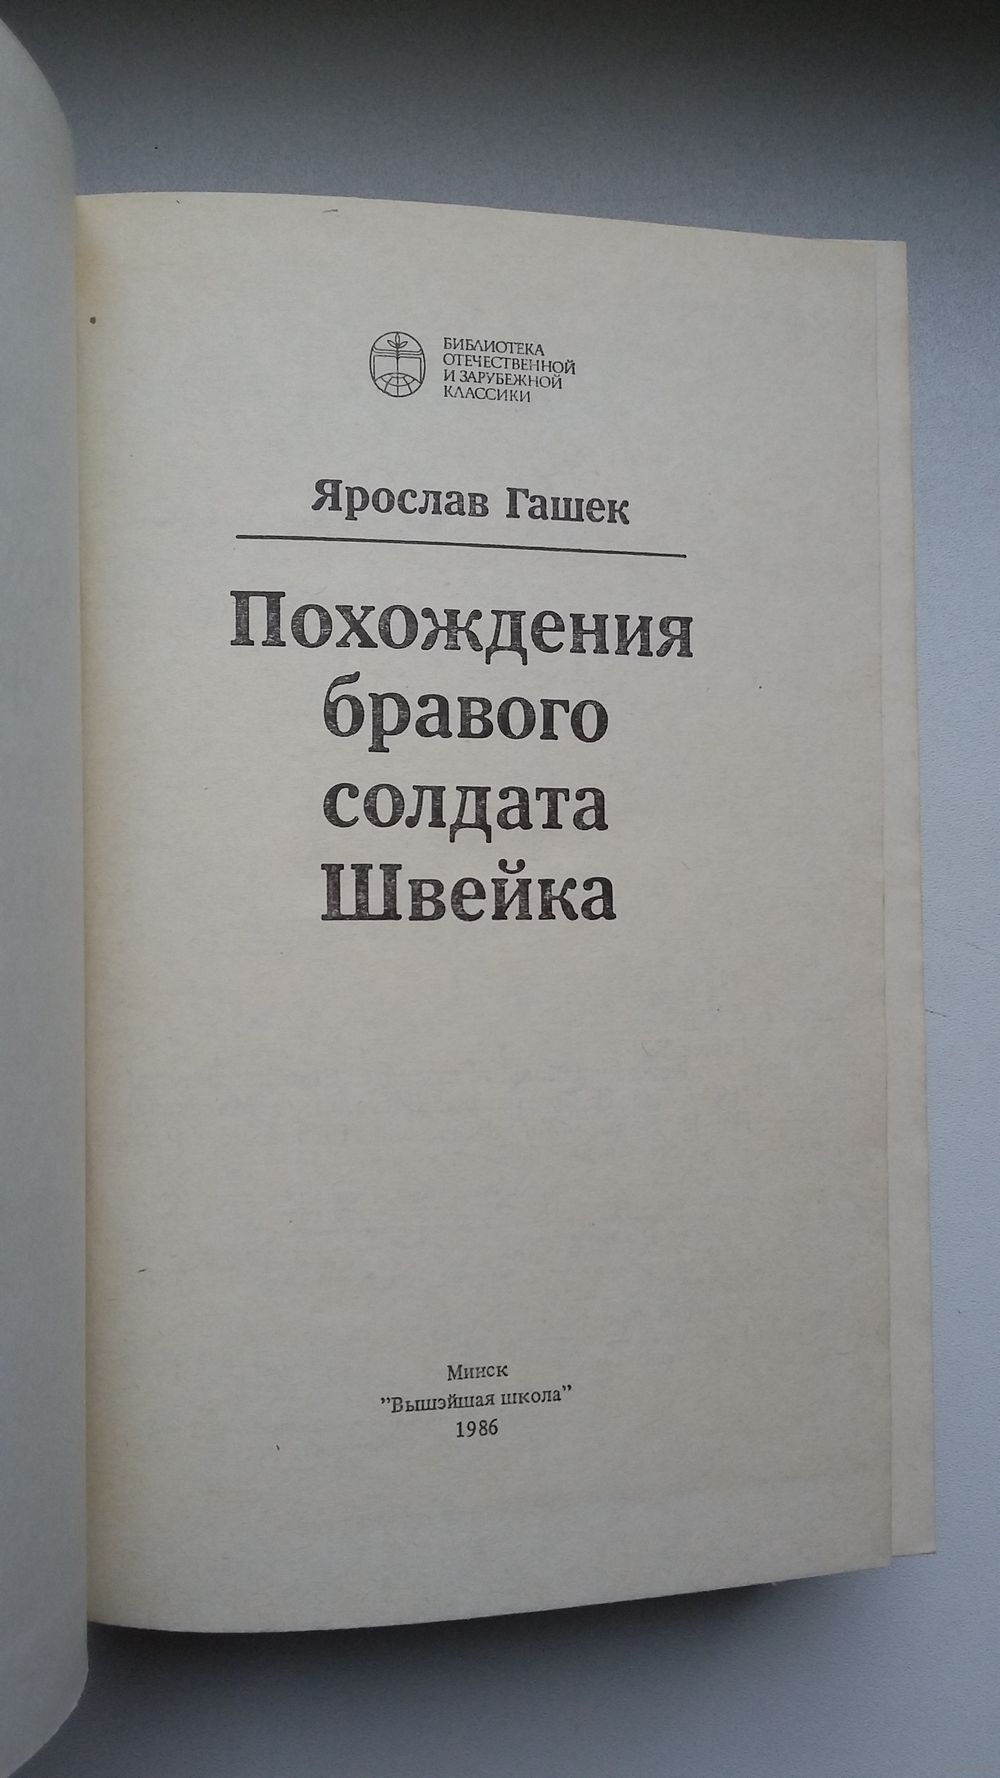 БИБЛИОТЕКА
ОТЕЧЕСТВЕННОЙ
И ЗАРУБЕЖНОЙ
КЛАССИКИ
Ярослав Гашек
Похождения
бравого
солдата
Швейка
Минск
"Вышэйшая школа"
1986